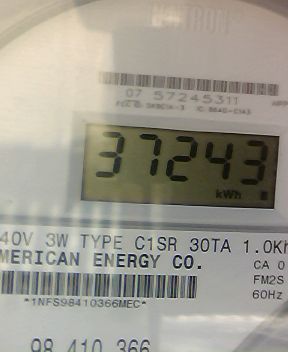 07 57245311
37243
kWh
40V 3W TYPE C1SR 30TA 1.0Kh
MERICAN ENERGY CO.
CA 0
FM2S
*1NFS98410366MEC*
60Hz
98 410 366